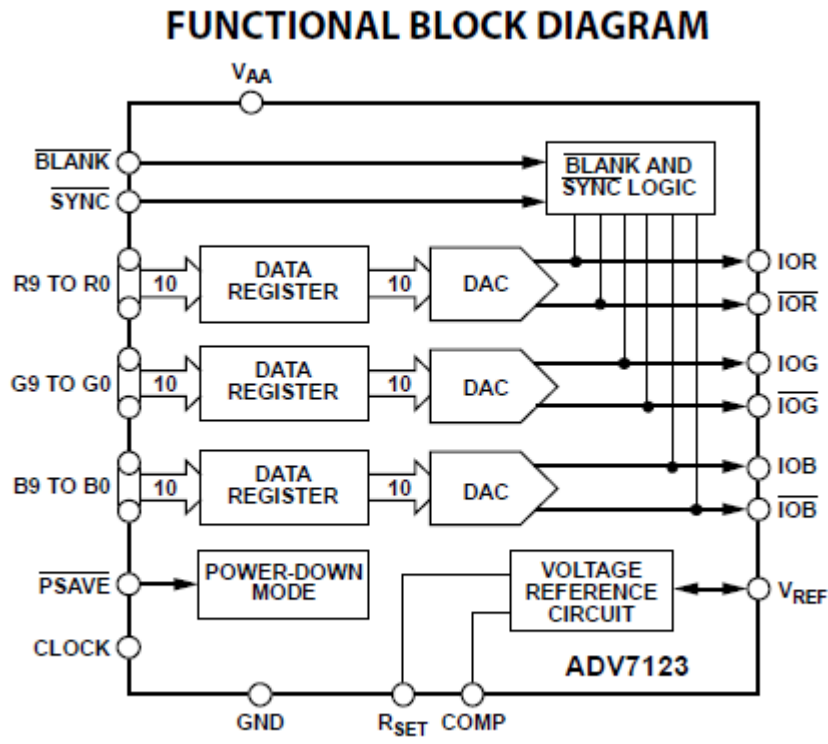 FUNCTIONAL BLOCK DIAGRAM
VAA
BLANK
SYNC
BLANK AND
SYNC LOGIC
R9 TO R0
10
DATA
REGISTER
10
DAC
IOR
IOR
G9 TO G0
10
DATA
REGISTER
10
DAC
IOG
IOG
B9 TO B0
10
DATA
REGISTER
10
DAC
IOB
IOB
PSAVE
POWER-DOWN
MODE
VOLTAGE
REFERENCE
CIRCUIT
VREF
CLOCK
ADV7123
GND
RSET
COMP